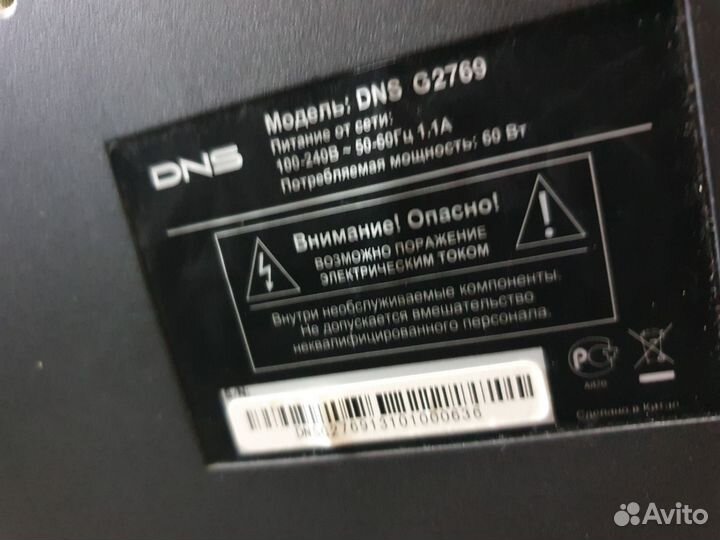 DNS
Модель: DNS G2769
Питание от сети:
100-240В ~ 50-60Гц 1.1А
Потребляемая мощность: 60 Вт
Внимание! Опасно!
ВОЗМОЖНО ПОРАЖЕНИЕ
ЭЛЕКТРИЧЕСКИМ ТОКОМ
Внутри необслуживаемые компоненты.
Не допускается вмешательство
неквалифицированного персонала.
Сделано в Китае
Avito